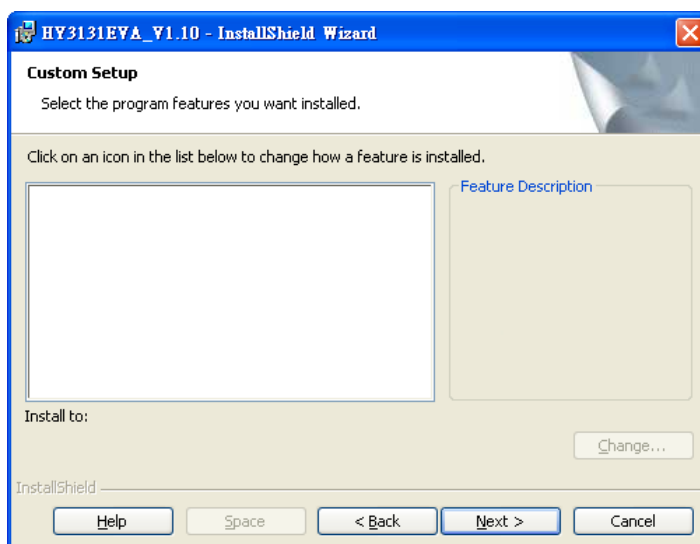 HY3131EVA_V1.10 - InstallShield Wizard
Custom Setup
Select the program features you want installed.
Click on an icon in the list below to change how a feature is installed.
Feature Description
Install to:
Change...
InstallShield
Help Space < Back Next > Cancel